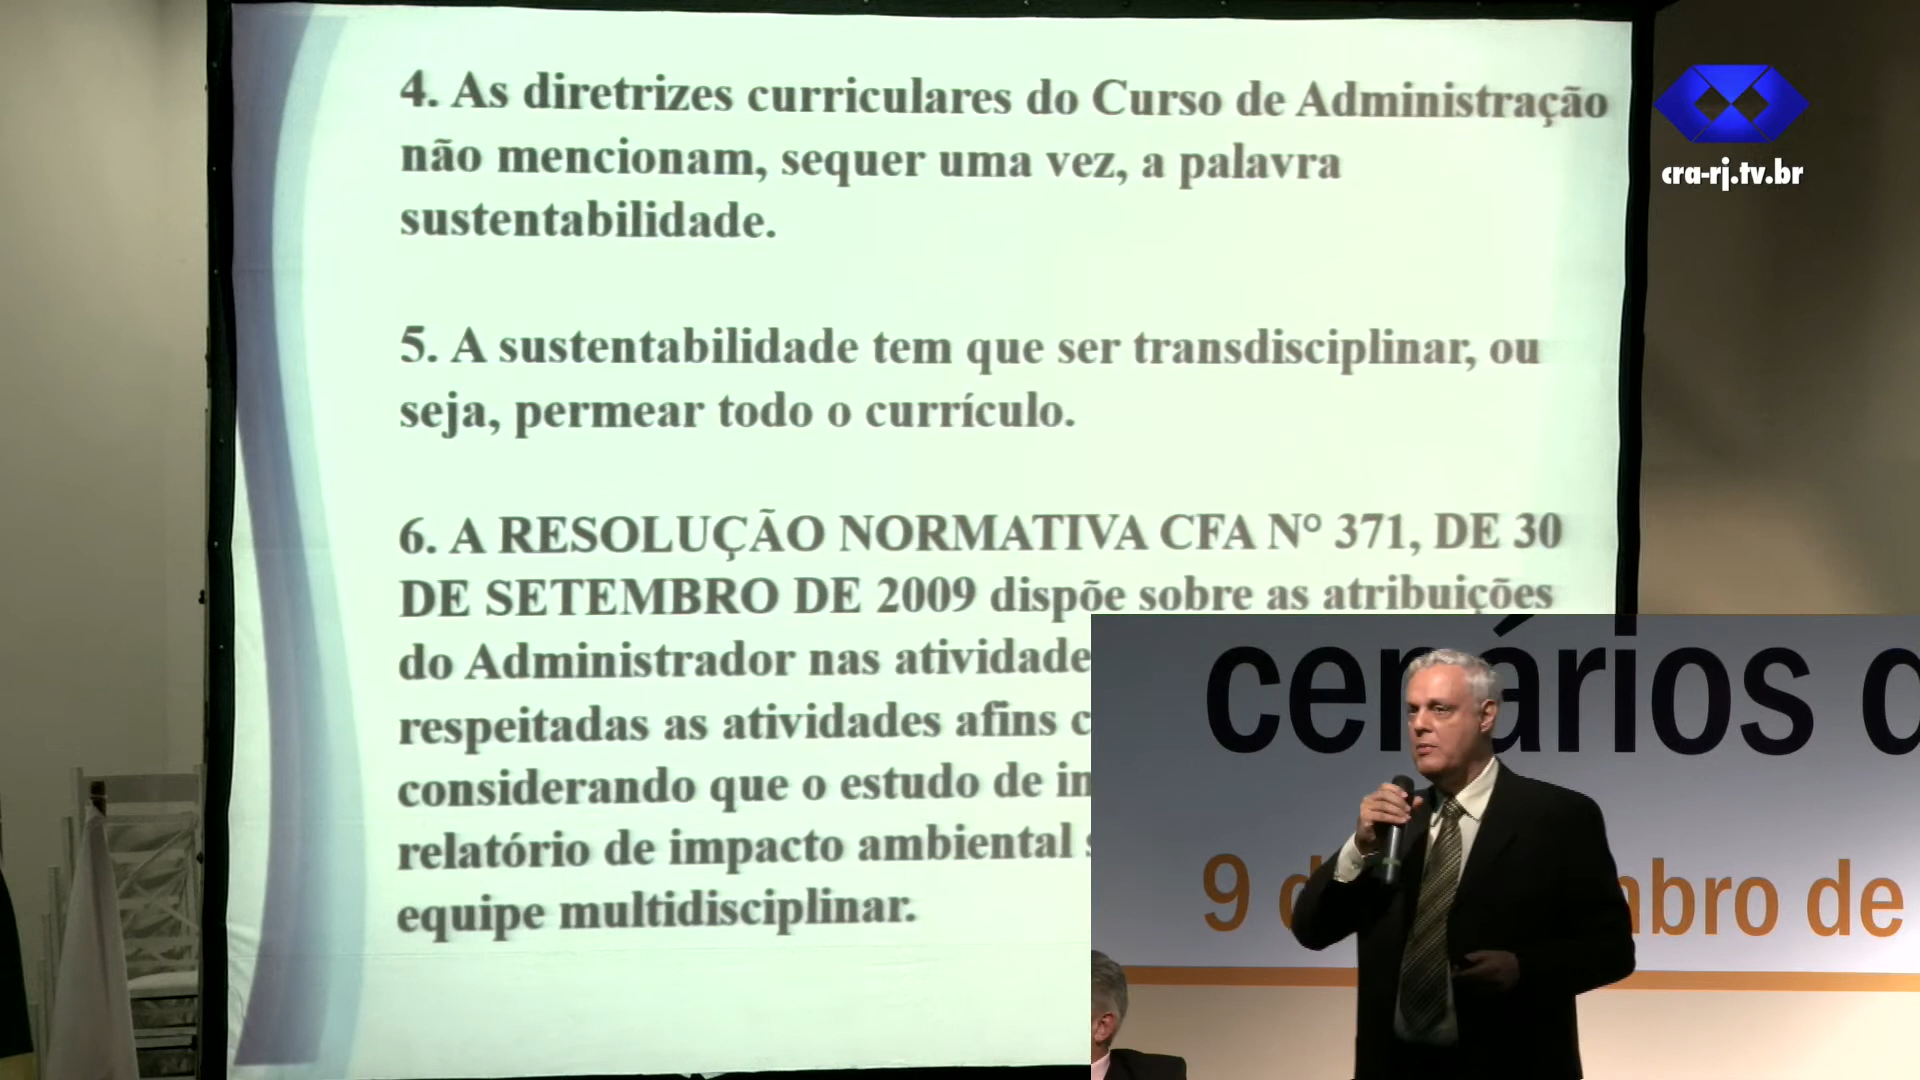 4. As diretrizes curriculares do Curso de Administração
não mencionam, sequer uma vez, a palavra
sustentabilidade.
5. A sustentabilidade tem que ser transdisciplinar, ou
seja, permear todo o currículo.
6. A RESOLUÇÃO NORMATIVA CFA Nº 371, DE 30
DE SETEMBRO DE 2009 dispõe sobre as atribuições
do Administrador nas atividade
respeitadas as atividades afins c
considerando que o estudo de im
relatório de impacto ambiental s
equipe multidisciplinar.
cra-rj.tv.br
cenários d
9 d mbro de